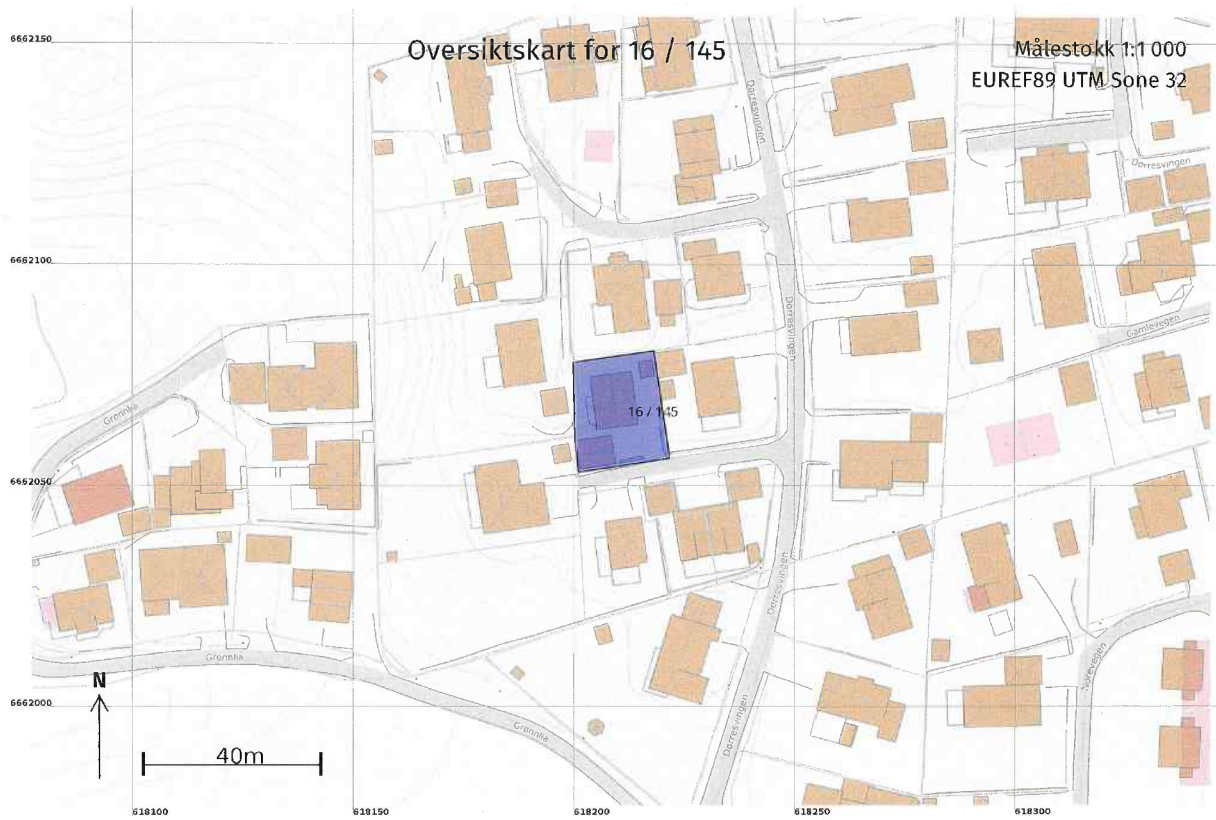 6662150
Oversiktskart for 16 / 145
Målestokk 1:1 000
EUREF89 UTM Sone 32
Dørresvingen
Dørresvingen
6662100
Dørresvingen
Gamlevegen
Grønnlia
16 / 145
6662050
Dørresvingen
Grønnlia
Norevegen
N
6662000
Grønnlia
Dørresvingen
40m
618100
618150
618200
618250
618300